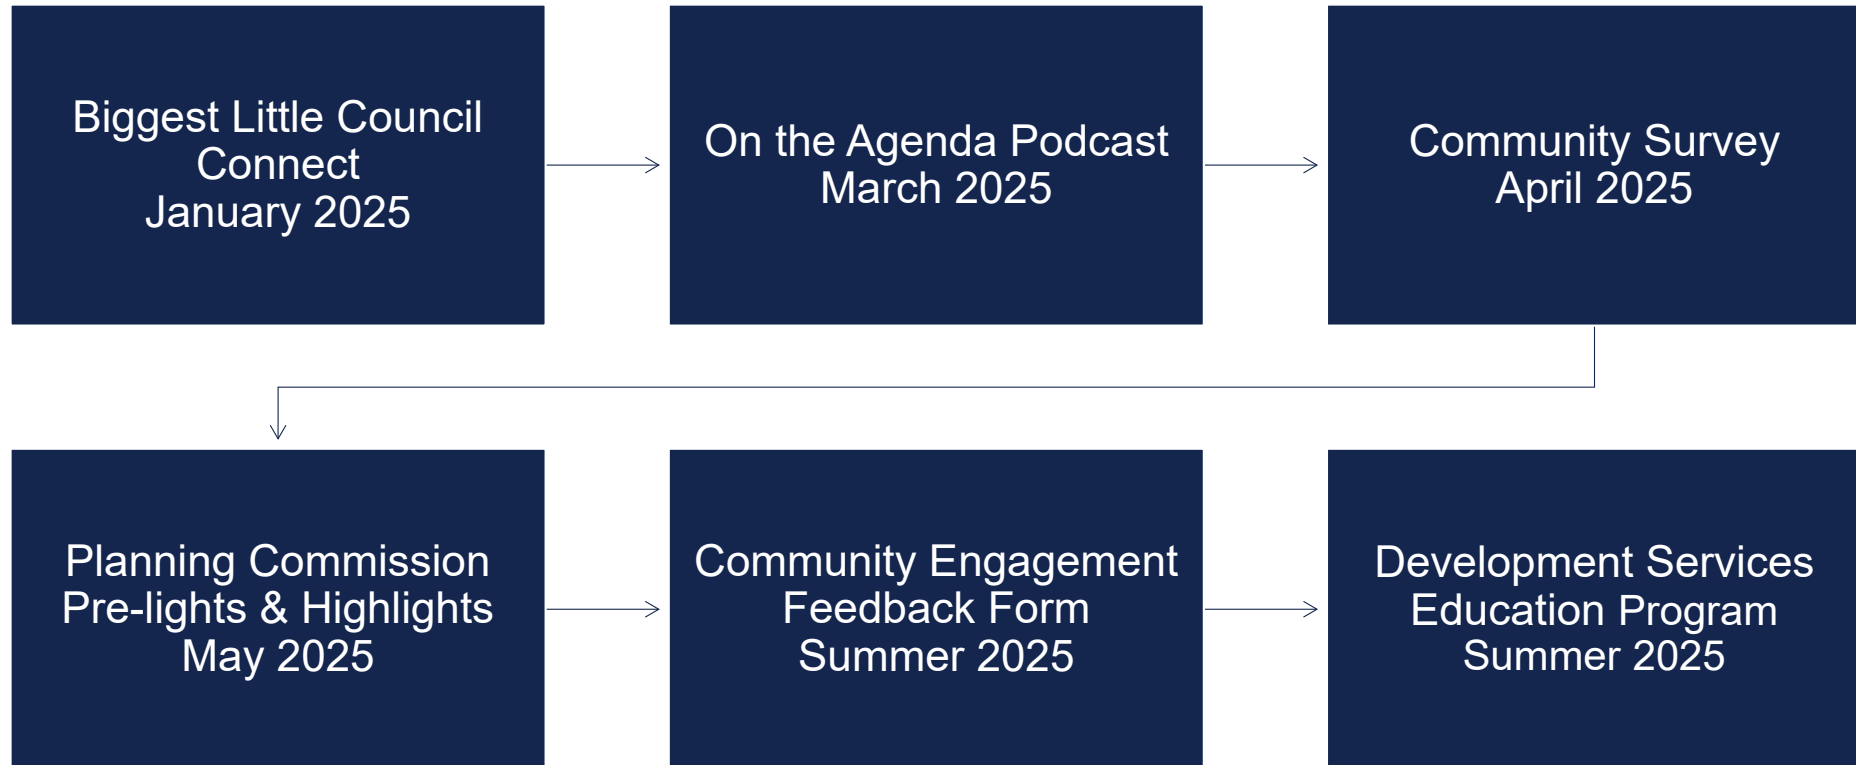 Biggest Little Council
Connect
January 2025
On the Agenda Podcast
March 2025
Community Survey
April 2025
Planning Commission
Pre-lights & Highlights
May 2025
Community Engagement
Feedback Form
Summer 2025
Development Services
Education Program
Summer 2025